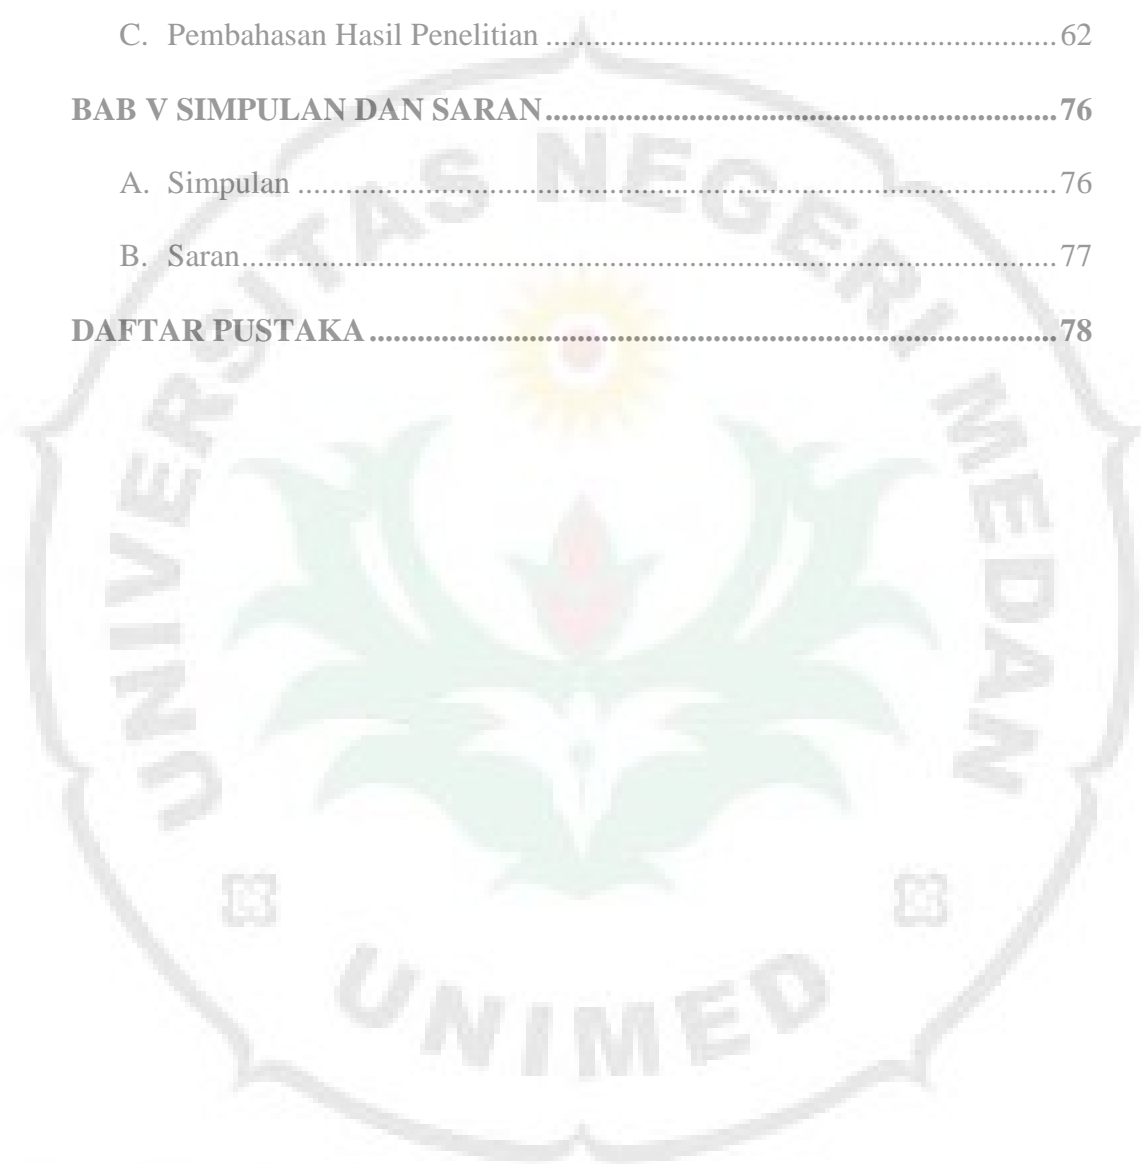 C. Pembahasan Hasil Penelitian ................................................................ 62
BAB V SIMPULAN DAN SARAN................................................................ 76
A. Simpulan ................................................................ 76
B. Saran................................................................ 77
DAFTAR PUSTAKA ................................................................ 78
UNIVERSITAS NEGERI MEDAN
UNIMED